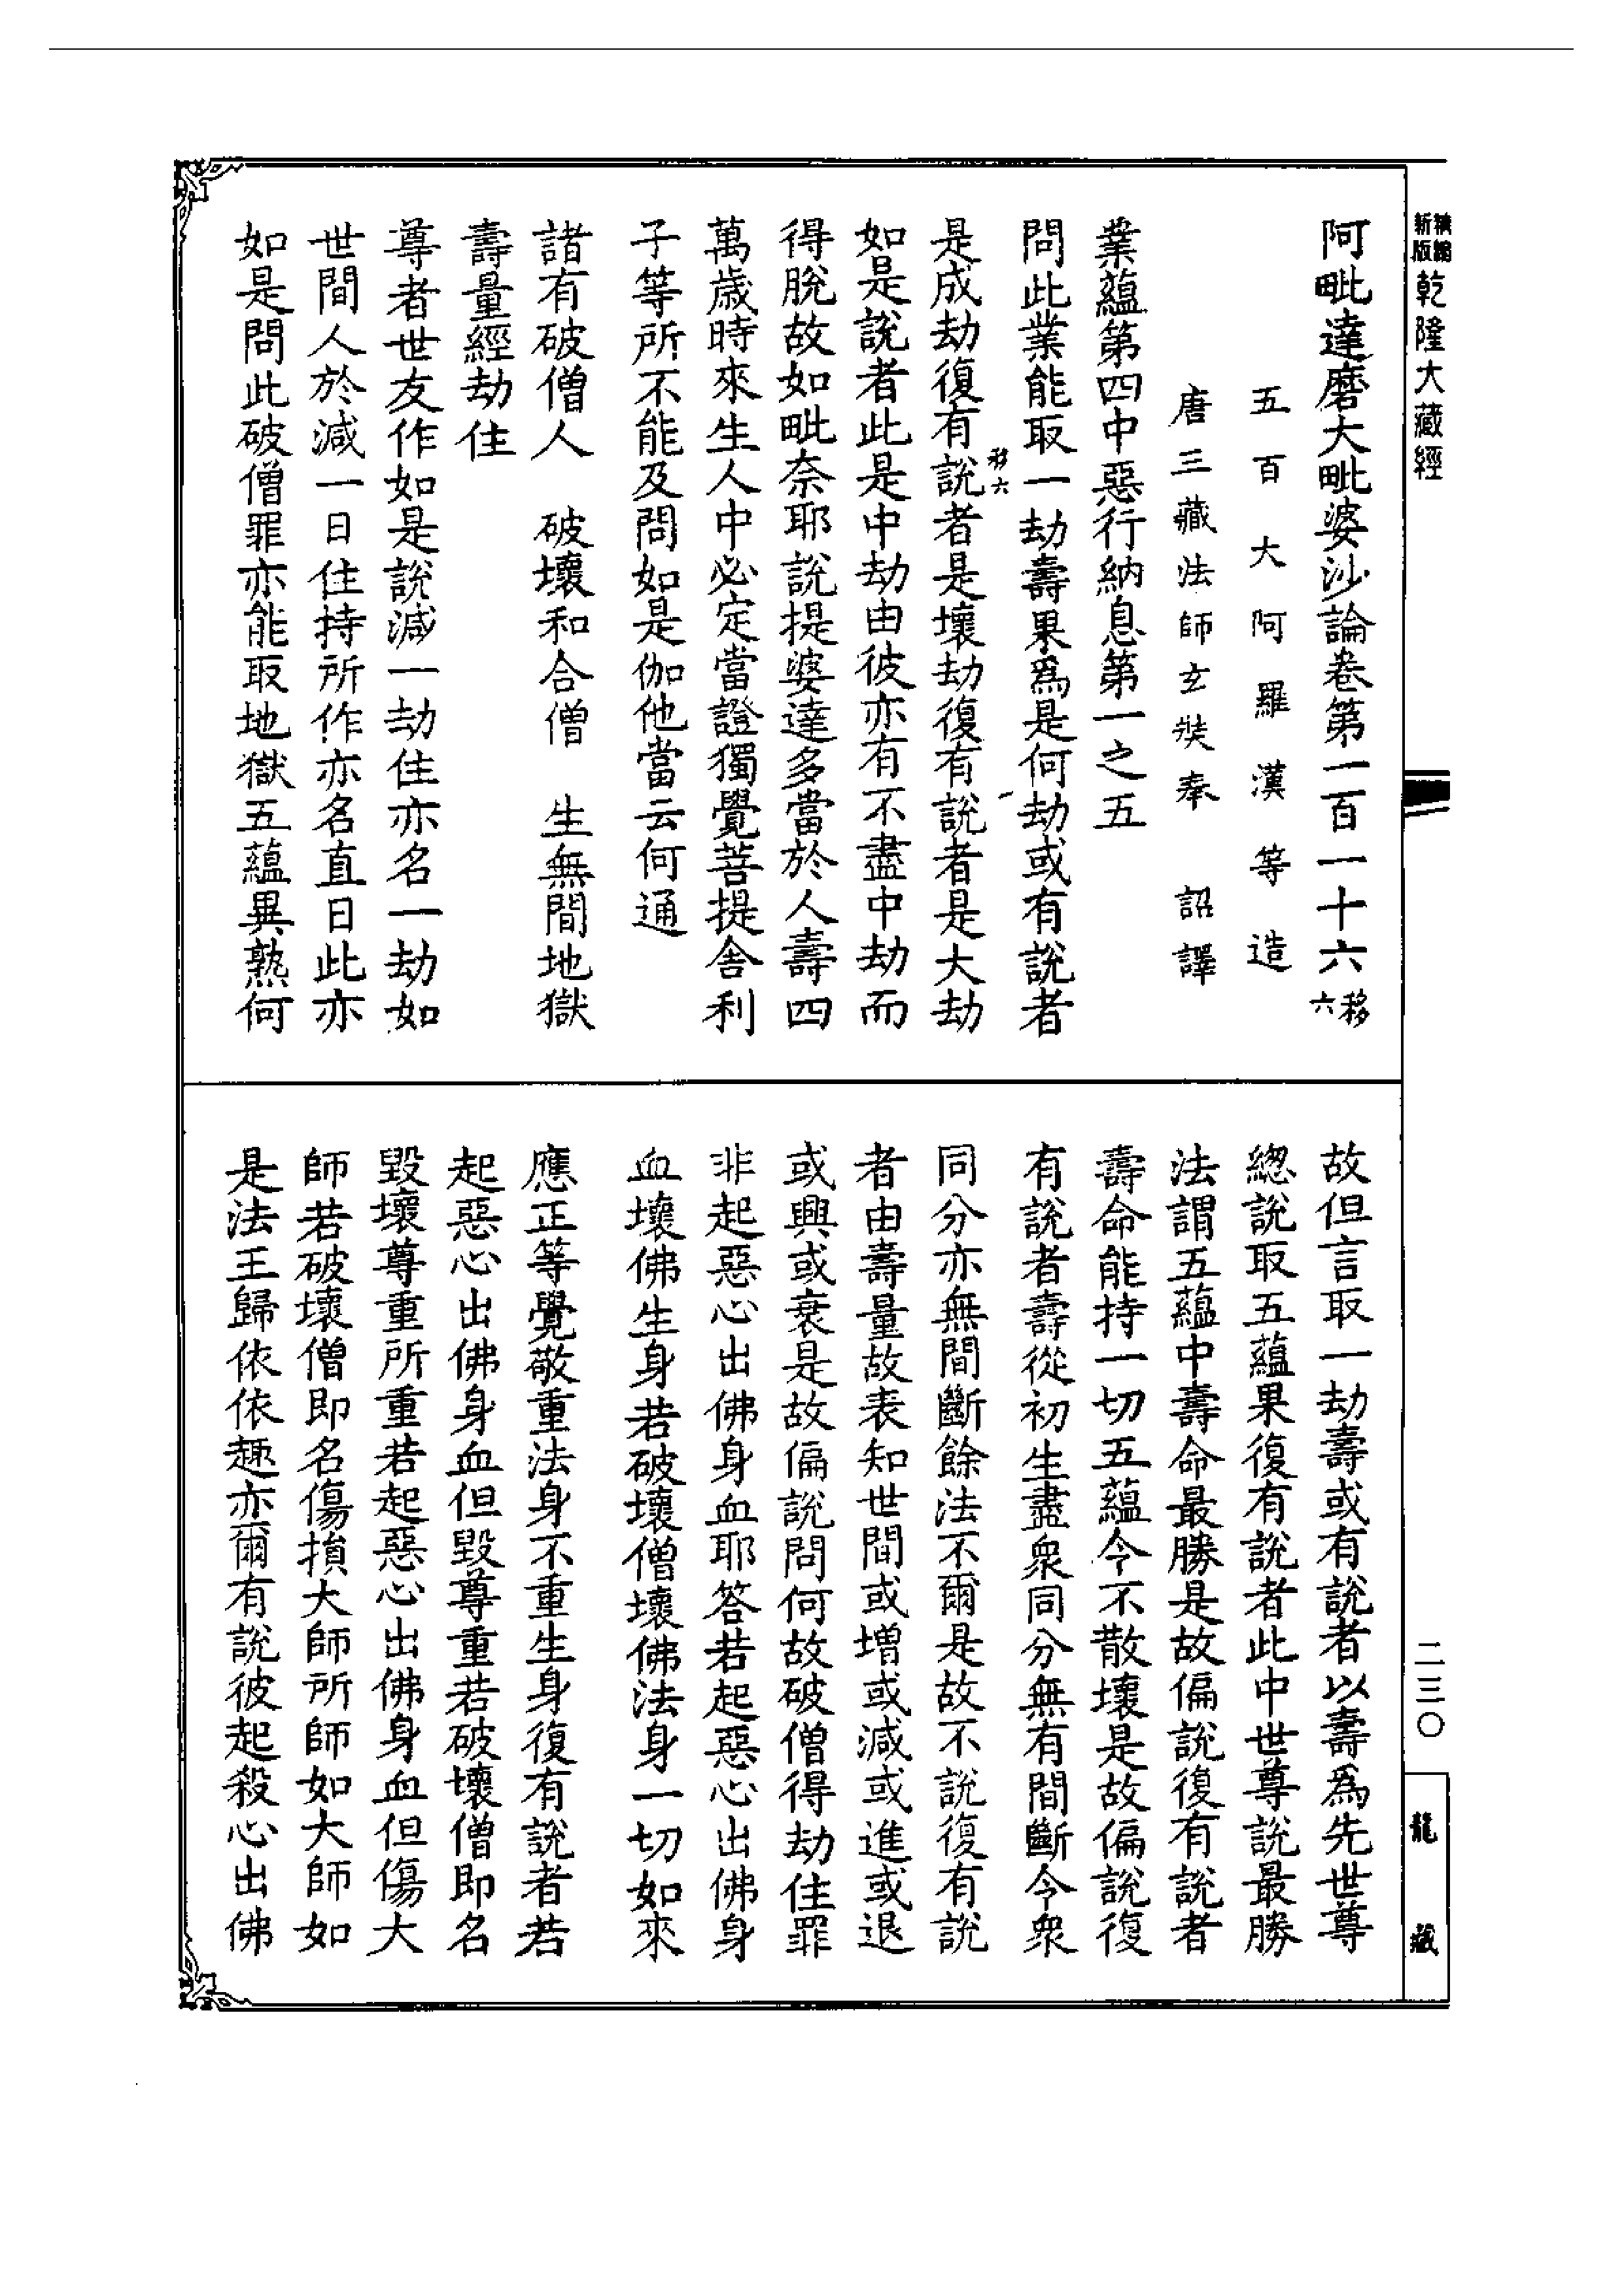 新版
乾隆大藏經
阿毗達磨大毗婆沙論卷第一百一十六 移六
五百大阿羅漢等造
唐三藏法師玄奘奉 詔譯
業蘊第四中惡行納息第一之五
問此業能取一劫壽果爲是何劫或有說者
移六
是成劫復有說者是壞劫復有說者是大劫
如是說者此是中劫由彼亦有不盡中劫而
得脫故如毗奈耶說提婆達多當於人壽四
萬歲時來生人中必定當證獨覺菩提舍利
子等所不能及問如是伽他當云何通
諸有破僧人 破壞和合僧 生無間地獄
壽量經劫住
尊者世友作如是說減一劫住亦名一劫如
世間人於減一日住持所作亦名直日此亦
如是問此破僧罪亦能取地獄五蘊異熟何
故但言取一劫壽或有說者以壽爲先世尊
總說取五蘊果復有說者此中世尊說最勝
法謂五蘊中壽命最勝是故偏說復有說者
壽命能持一切五蘊令不散壞是故偏說復
有說者壽從初生盡衆同分無有間斷令衆
同分亦無間斷餘法不爾是故不說復有說
者由壽量故表知世間或增或減或進或退
或興或衰是故偏說問何故破僧得劫住罪
非起惡心出佛身血耶答若起惡心出佛身
血壞佛生身若破壞僧壞佛法身一切如來
應正等覺敬重法身不重生身復有說者若
起惡心出佛身血但毀尊重若破壞僧即名
毀壞尊重所重若起惡心出佛身血但傷大
師若破壞僧即名傷損大師所師如大師如
是法王歸依依趣亦爾有說彼起殺心出佛
二三〇
龍藏